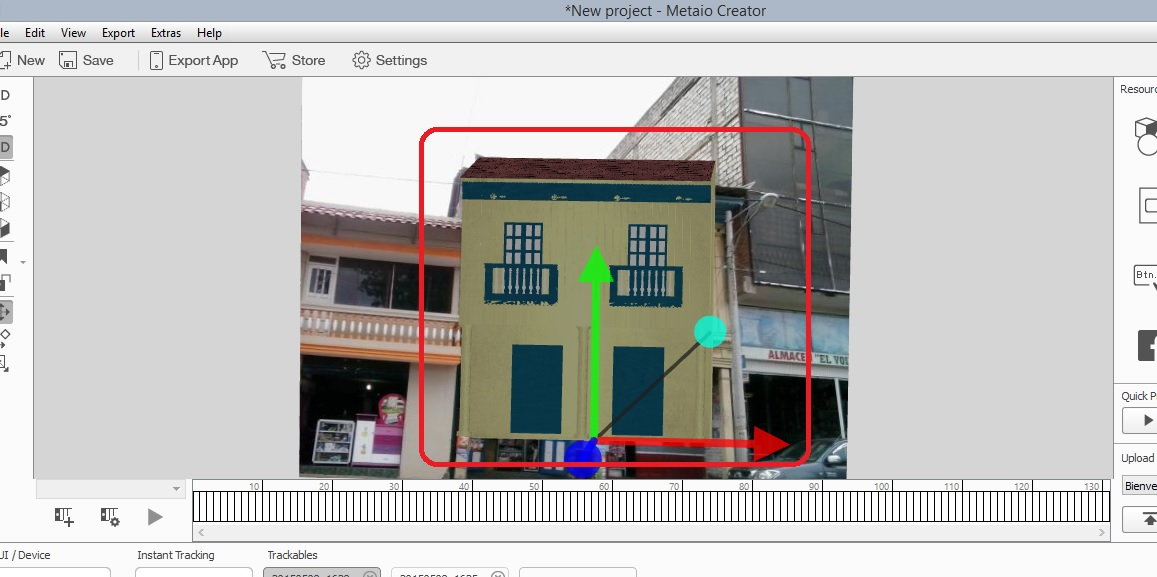 *New project - Metaio Creator
Edit View Export Extras Help
New Save Export App Store Settings
Resourc
D
5°
D
ALMACE "EL VO
Btn.
Quick P
Upload
Bienve
10 20 30 40 50 60 70 80 90 100 110 120 130
UI / Device Instant Tracking Trackables